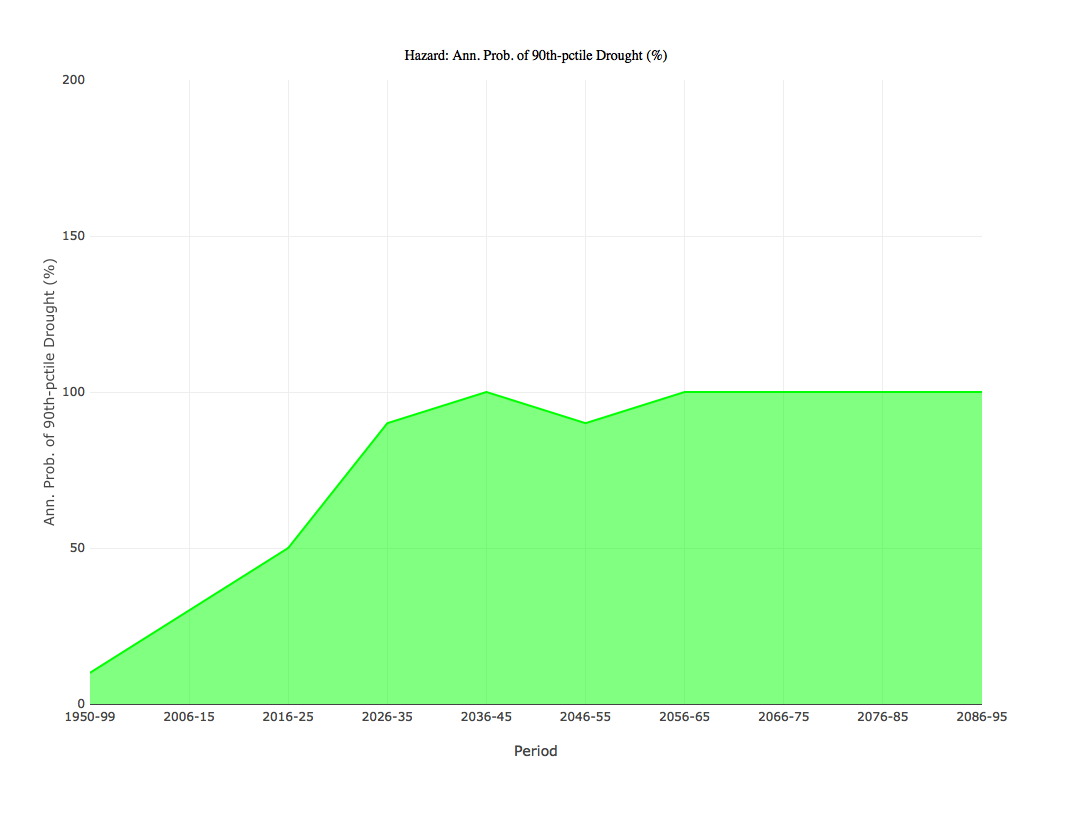 Hazard: Ann. Prob. of 90th-pctile Drought (%)
200
150
100
50
0
Ann. Prob. of 90th-pctile Drought (%)
1950-99 2006-15 2016-25 2026-35 2036-45 2046-55 2056-65 2066-75 2076-85 2086-95
Period